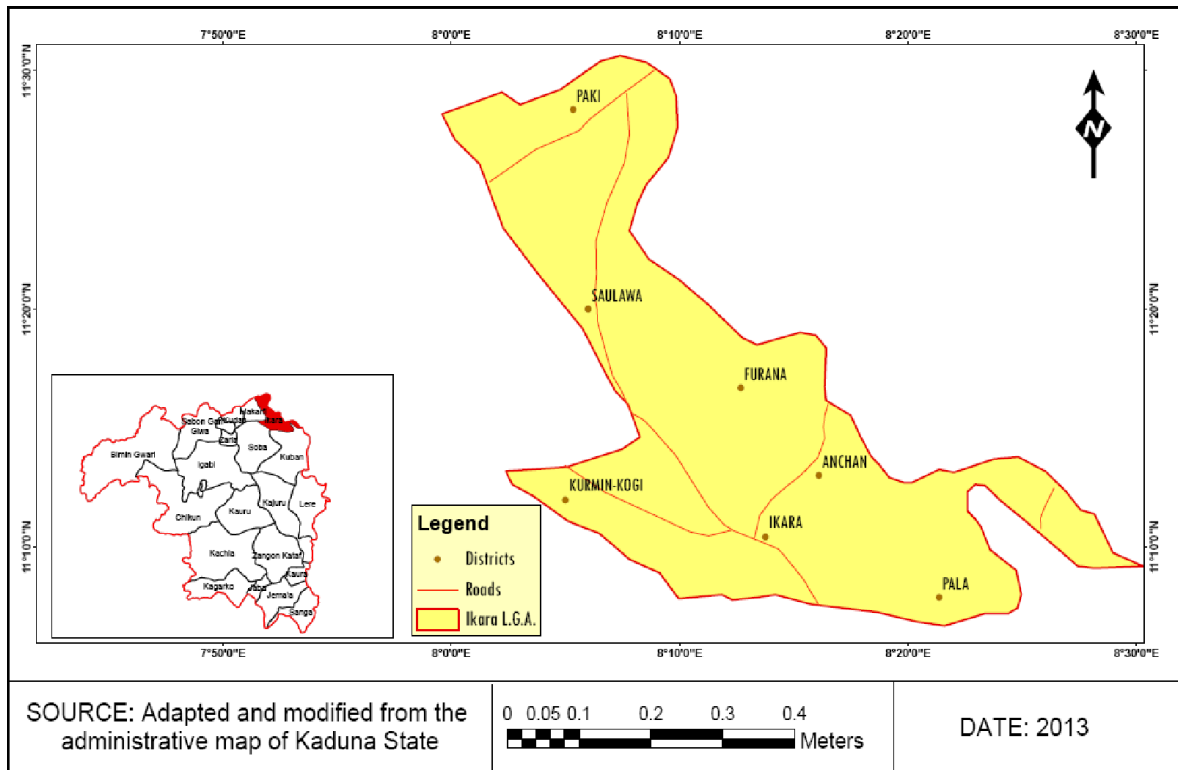 7°50'0"E 8°0'0"E 8°10'0"E 8°20'0"E 8°30'0"E
11°30'0"N 11°30'0"N
PAKI
N
SAULAWA
11°20'0"N 11°20'0"N
FURANA
ANCHAN
KURMIN-KOGI
IKARA
11°10'0"N 11°10'0"N
PALA
Makarfi
Ikara
Sabon Gari
Kudan
Giwa
Zaria
Soba
Birnin Gwari
Igabi
Kuban
Kajuru
Lere
Chikun
Kauru
Kachia
Zangon Kataf
Kaura
Kagarko
Jaba
Jema'a
Sanga
Legend
Districts
Roads
Ikara L.G.A.
7°50'0"E 8°0'0"E 8°10'0"E 8°20'0"E 8°30'0"E
SOURCE: Adapted and modified from the
administrative map of Kaduna State
0 0.05 0.1 0.2 0.3 0.4
Meters
DATE: 2013